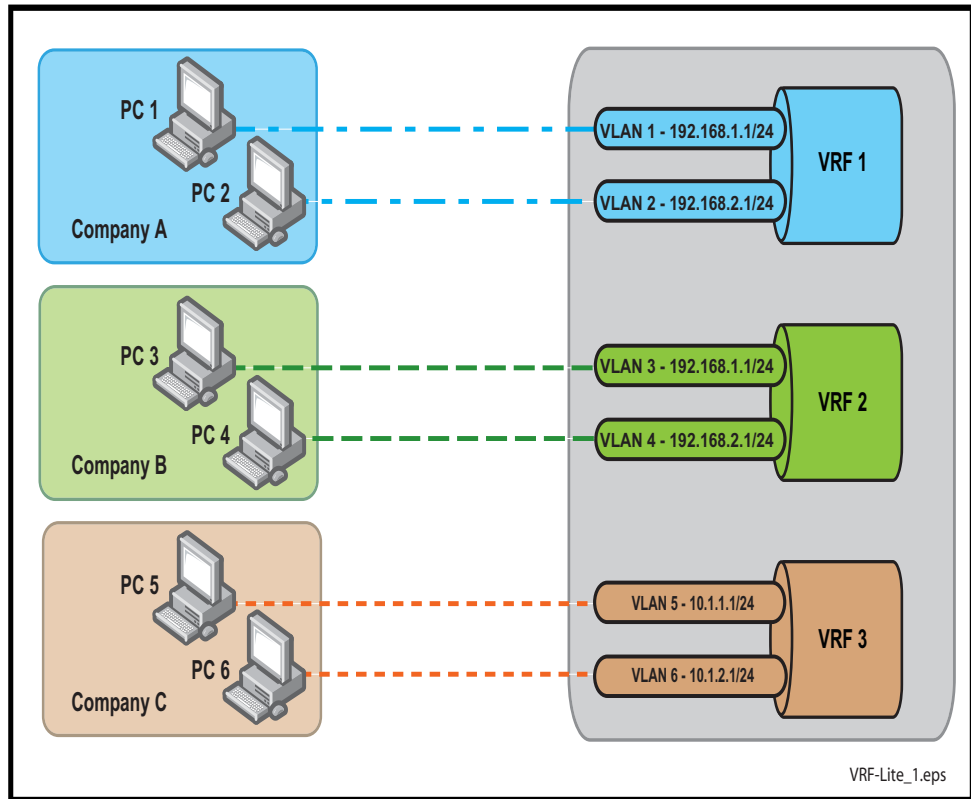 PC 1
PC 2
Company A
VLAN 1 - 192.168.1.1/24
VLAN 2 - 192.168.2.1/24
VRF 1
PC 3
PC 4
Company B
VLAN 3 - 192.168.1.1/24
VLAN 4 - 192.168.2.1/24
VRF 2
PC 5
PC 6
Company C
VLAN 5 - 10.1.1.1/24
VLAN 6 - 10.1.2.1/24
VRF 3
VRF-Lite_1.eps